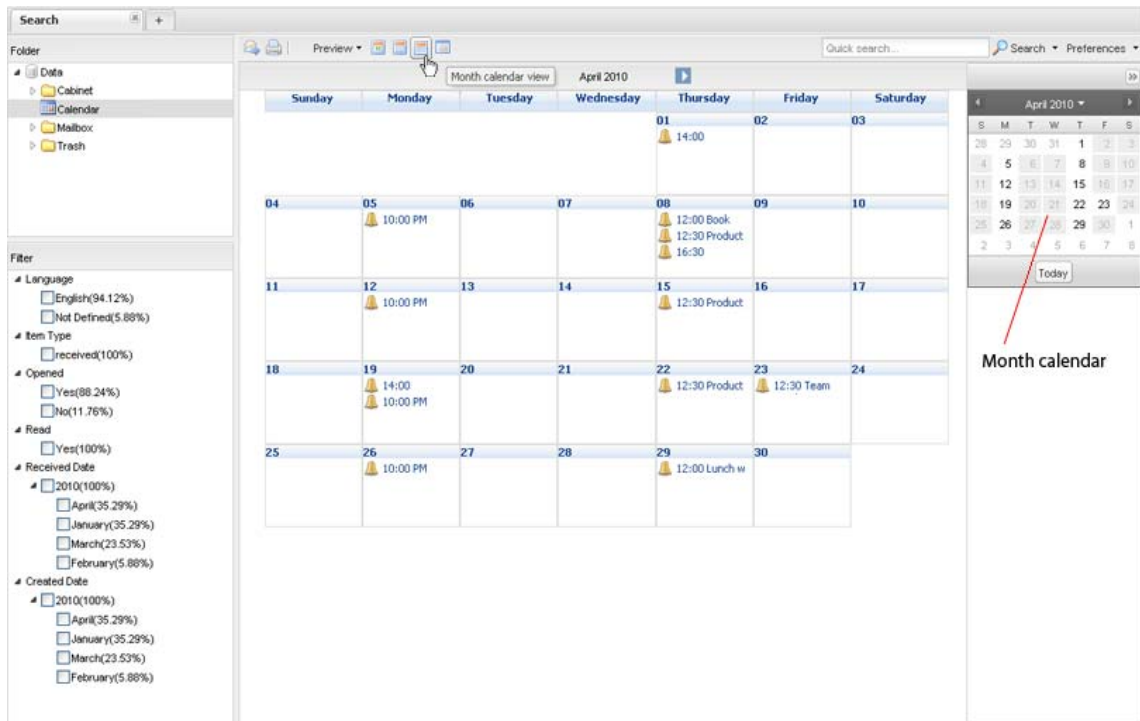 Search
+
Folder
Data
Cabinet
Calendar
Mailbox
Trash
Filter
Language
English(94.12%)
Not Defined(5.88%)
Item Type
received(100%)
Opened
Yes(88.24%)
No(11.76%)
Read
Yes(100%)
Received Date
2010(100%)
April(35.29%)
January(35.29%)
March(23.53%)
February(5.88%)
Created Date
2010(100%)
April(35.29%)
January(35.29%)
March(23.53%)
February(5.88%)
Preview
Quick search...
Search Preferences
Month calendar view
April 2010
Sunday Monday Tuesday Wednesday Thursday Friday Saturday
01 02 03
14:00
04 05 06 07 08 09 10
10:00 PM 12:00 Book
12:30 Product
16:30
11 12 13 14 15 16 17
10:00 PM 12:30 Product
18 19 20 21 22 23 24
14:00 12:30 Product 12:30 Team
10:00 PM
25 26 27 28 29 30
10:00 PM 12:00 Lunch w
April 2010
S M T W T F S
28 29 30 31 1 2 3
4 5 6 7 8 9 10
11 12 13 14 15 16 17
18 19 20 21 22 23 24
25 26 27 28 29 30 1
2 3 4 5 6 7 8
Today
Month calendar